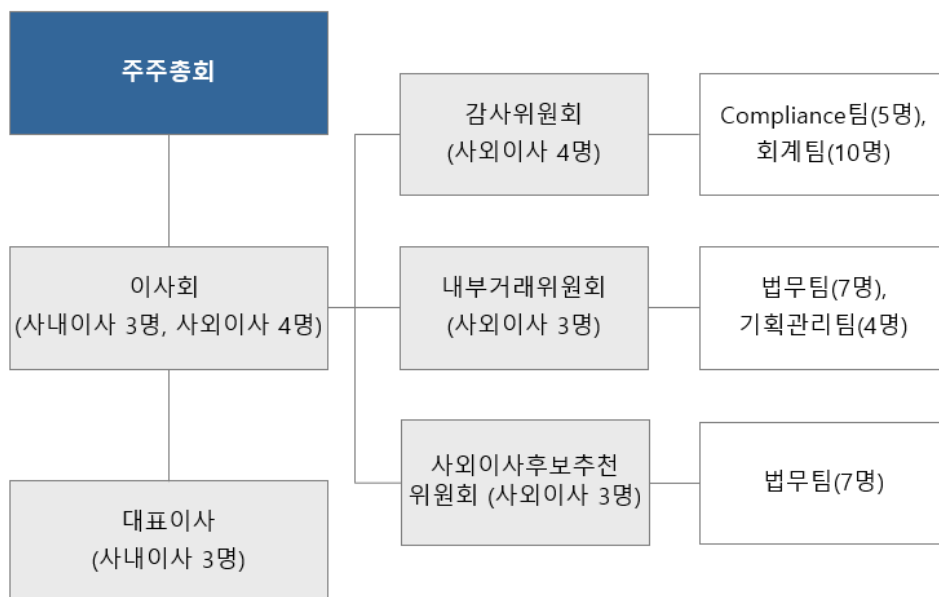 주주총회
감사위원회
(사외이사 4명)
Compliance팀(5명),
회계팀(10명)
이사회
(사내이사 3명, 사외이사 4명)
내부거래위원회
(사외이사 3명)
법무팀(7명),
기획관리팀(4명)
사외이사후보추천
위원회 (사외이사 3명)
법무팀(7명)
대표이사
(사내이사 3명)